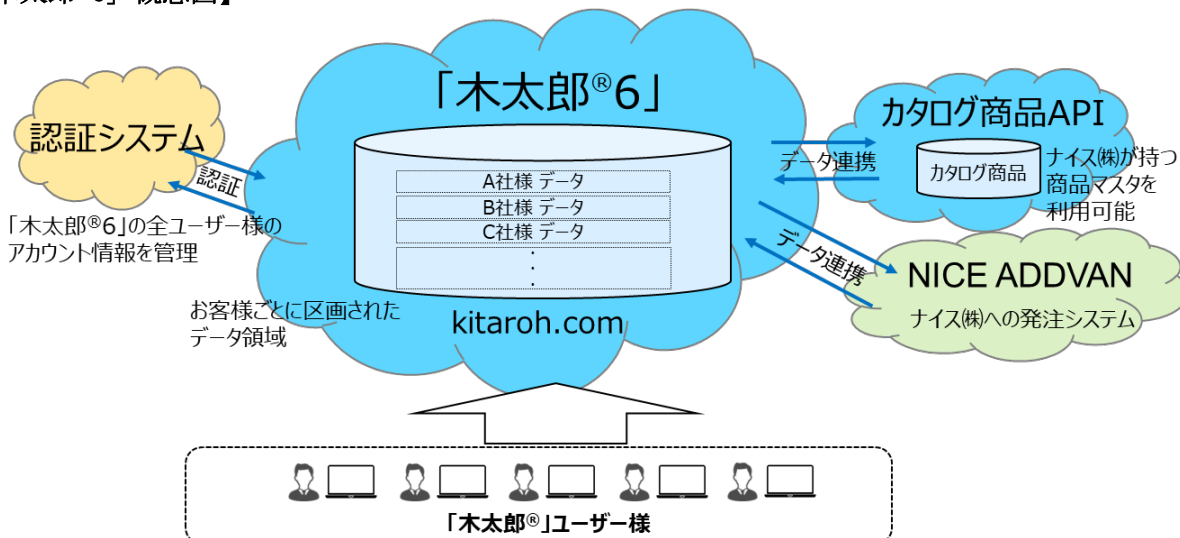 「木太郎®6」
認証システム
認証
「木太郎®6」の全ユーザー様の
アカウント情報を管理
A社様 データ
B社様 データ
C社様 データ
:
.
お客様ごとに区画された
データ領域
kitaroh.com
カタログ商品API
データ連携
カタログ商品
ナイス㈱が持つ
商品マスタを
利用可能
データ連携
NICE ADDVAN
ナイス㈱への発注システム
「木太郎®」ユーザー様